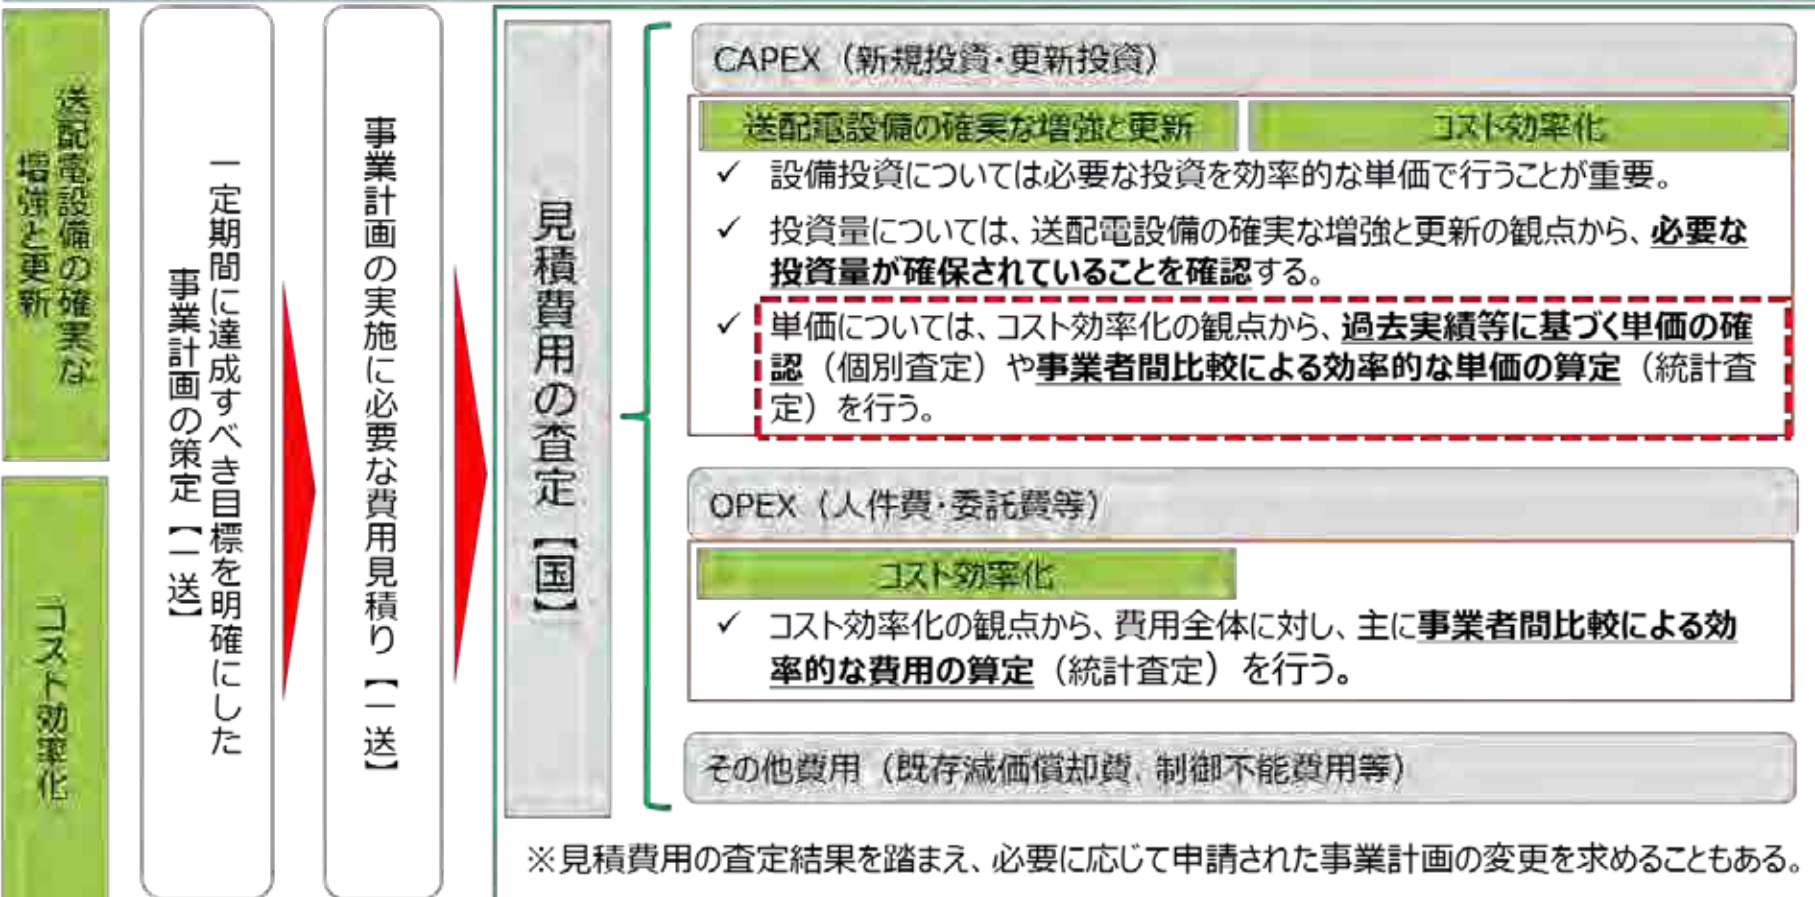 送配電設備の確実な
増強と更新
コスト効率化
一定期間に達成すべき目標を明確にした
事業計画の策定【一送】
事業計画の実施に必要な費用見積り【一送】
見積費用の査定【国】
CAPEX（新規投資・更新投資）
送配電設備の確実な増強と更新
コスト効率化
✓ 設備投資については必要な投資を効率的な単価で行うことが重要。
✓ 投資量については、送配電設備の確実な増強と更新の観点から、必要な
投資量が確保されていることを確認する。
✓ 単価については、コスト効率化の観点から、過去実績等に基づく単価の確
認（個別査定）や事業者間比較による効率的な単価の算定（統計査
定）を行う。
OPEX（人件費・委託費等）
コスト効率化
✓ コスト効率化の観点から、費用全体に対し、主に事業者間比較による効
率的な費用の算定（統計査定）を行う。
その他費用（既存減価償却費、制御不能費用等）
※見積費用の査定結果を踏まえ、必要に応じて申請された事業計画の変更を求めることもある。